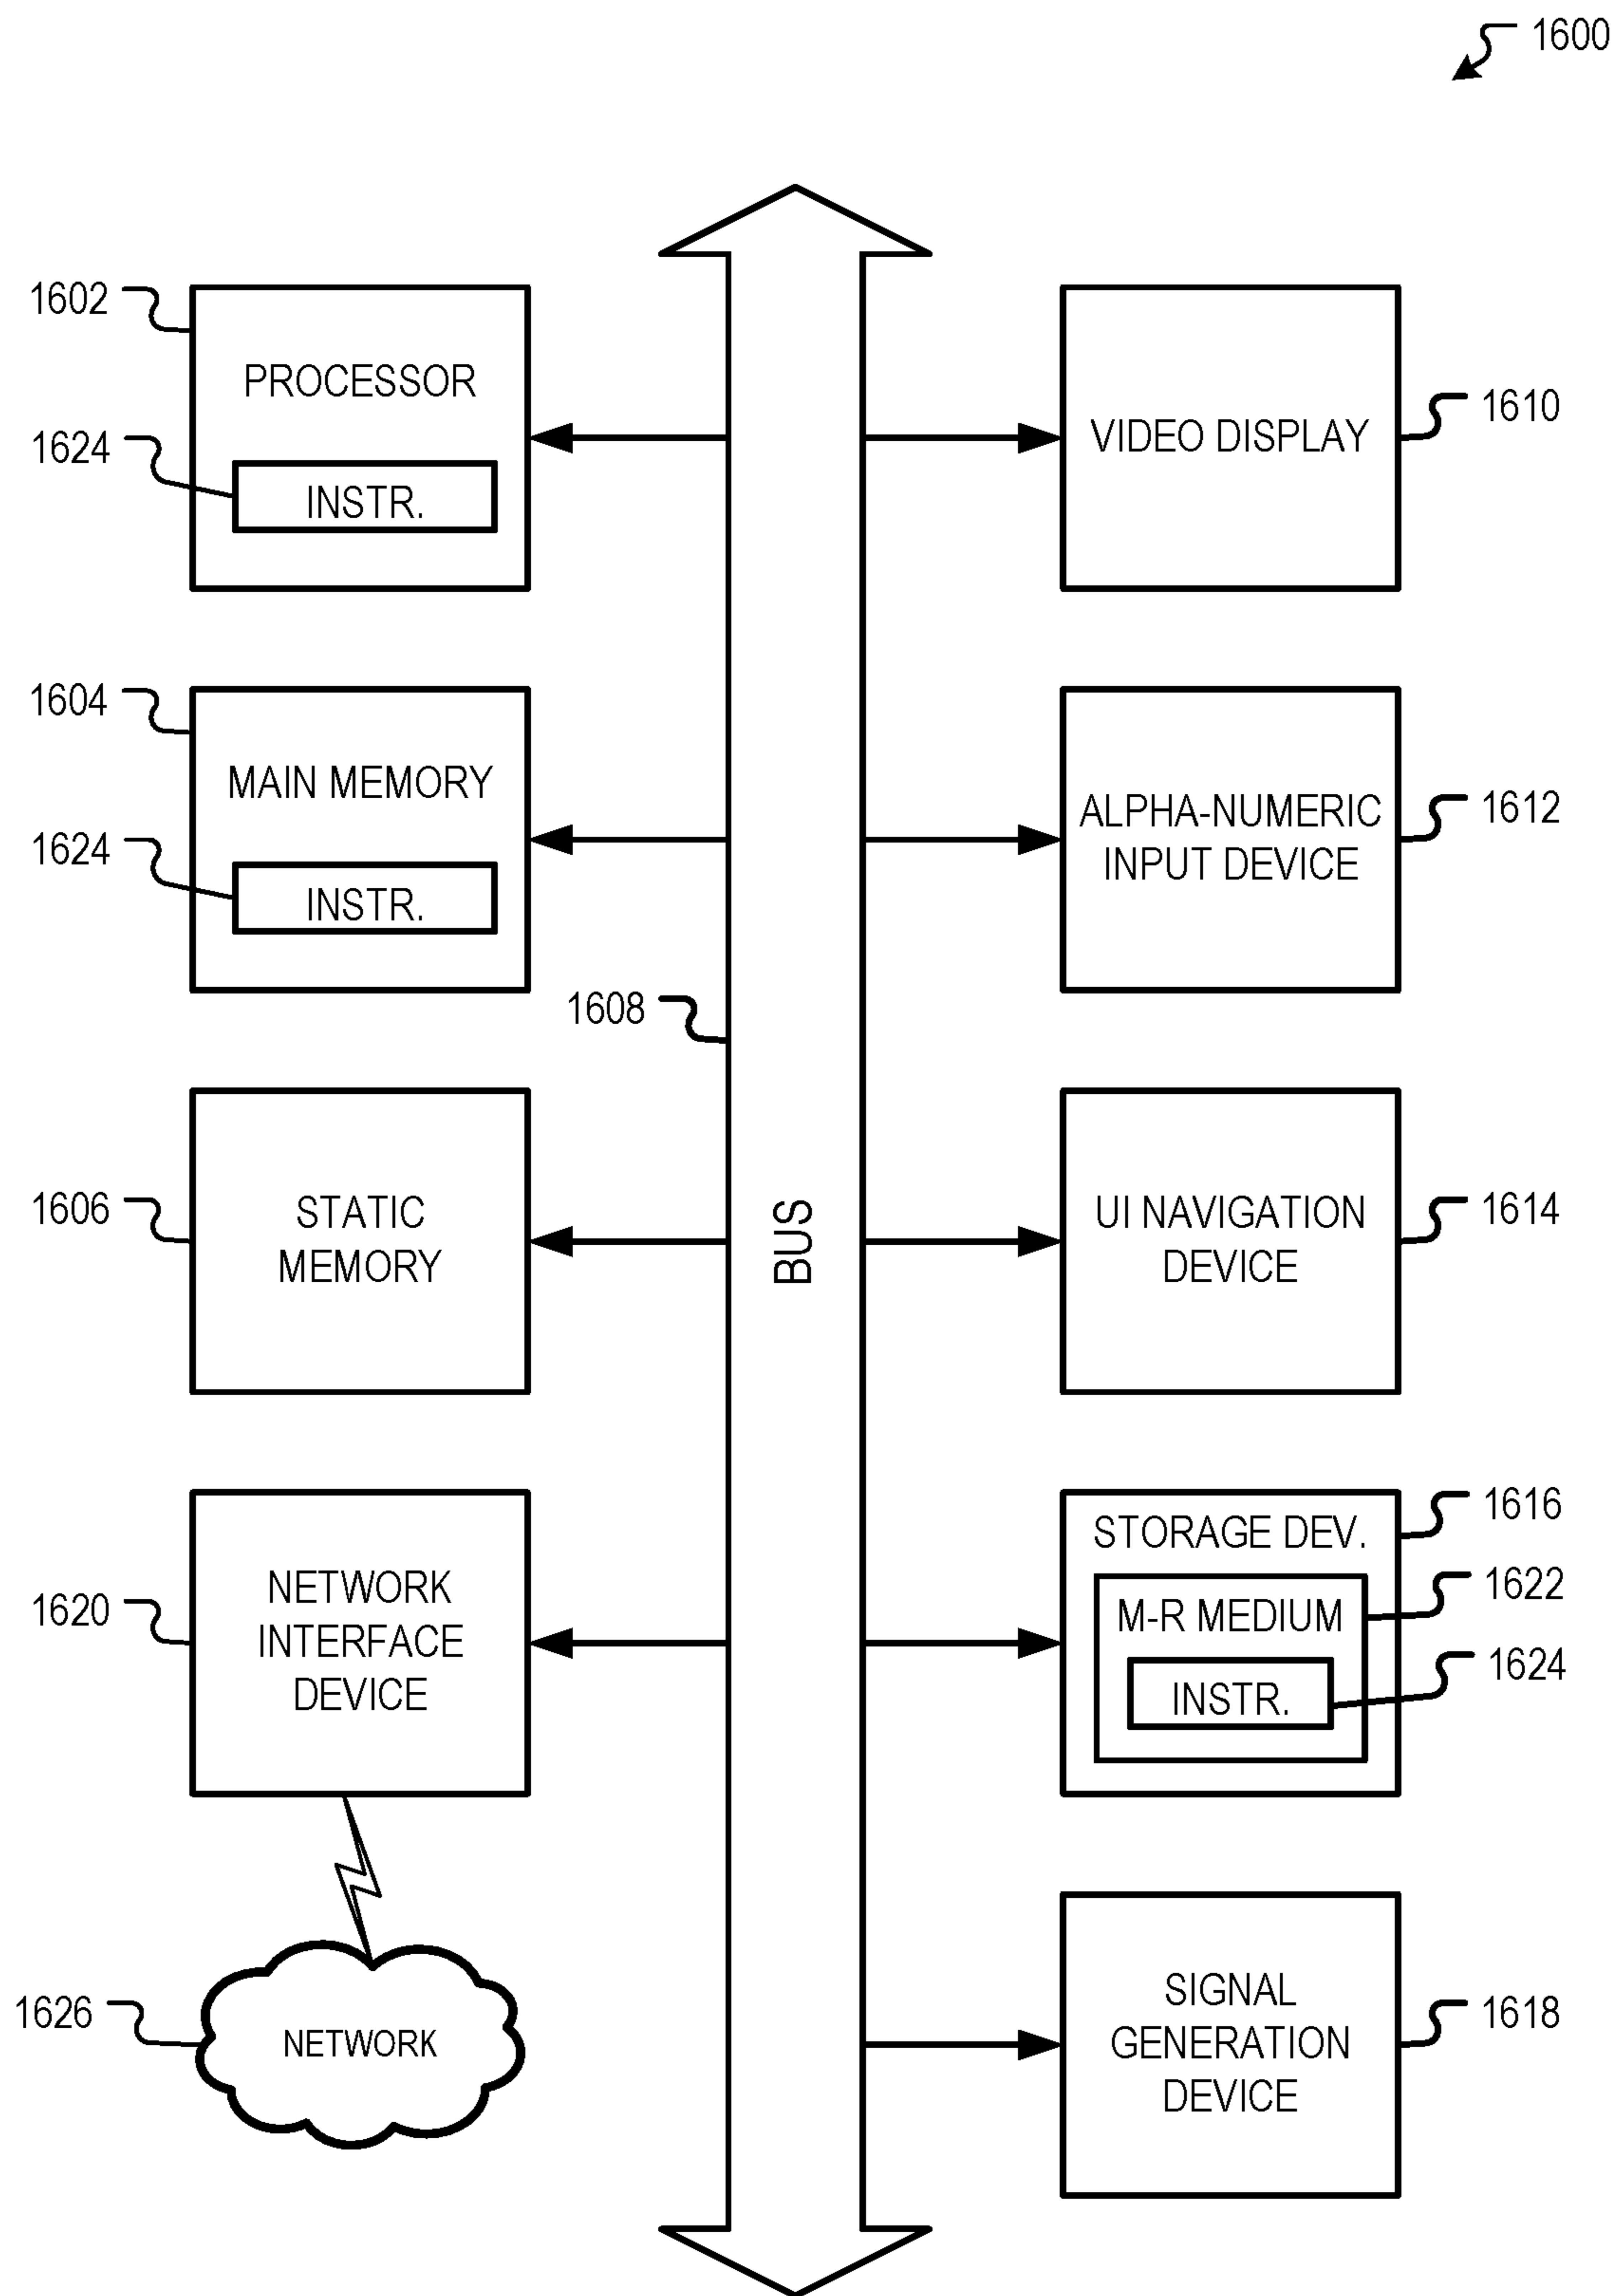 1600
1602
PROCESSOR
1624
INSTR.
1604
MAIN MEMORY
1624
INSTR.
1608
1606
STATIC
MEMORY
1620
NETWORK
INTERFACE
DEVICE
1626
NETWORK
BUS
VIDEO DISPLAY
1610
ALPHA-NUMERIC
INPUT DEVICE
1612
UI NAVIGATION
DEVICE
1614
STORAGE DEV.
1616
M-R MEDIUM
1622
INSTR.
1624
SIGNAL
GENERATION
DEVICE
1618